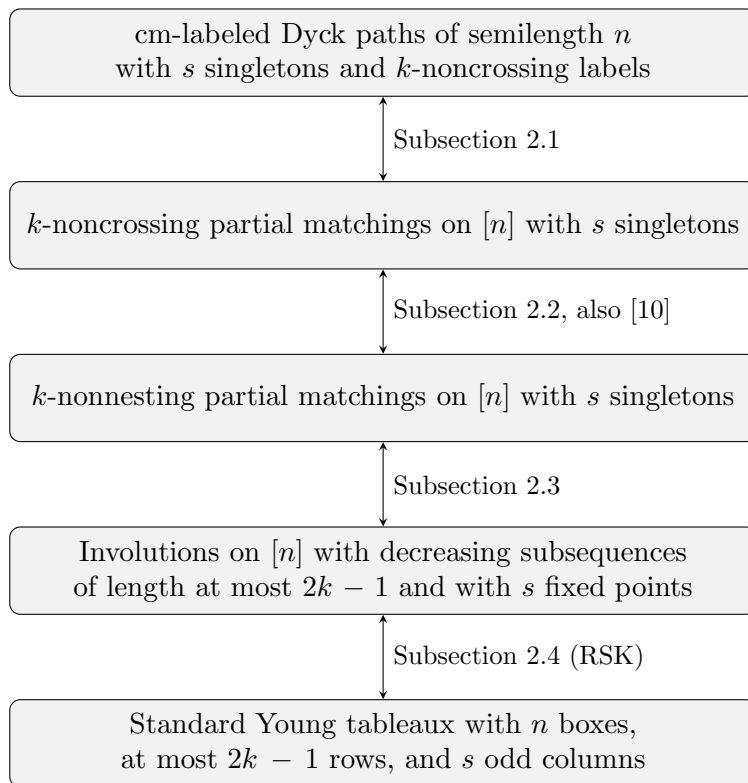 cm-labeled Dyck paths of semilength n
with s singletons and k-noncrossing labels
Subsection 2.1
k-noncrossing partial matchings on [n] with s singletons
Subsection 2.2, also [10]
k-nonnesting partial matchings on [n] with s singletons
Subsection 2.3
Involutions on [n] with decreasing subsequences
of length at most 2k − 1 and with s fixed points
Subsection 2.4 (RSK)
Standard Young tableaux with n boxes,
at most 2k − 1 rows, and s odd columns